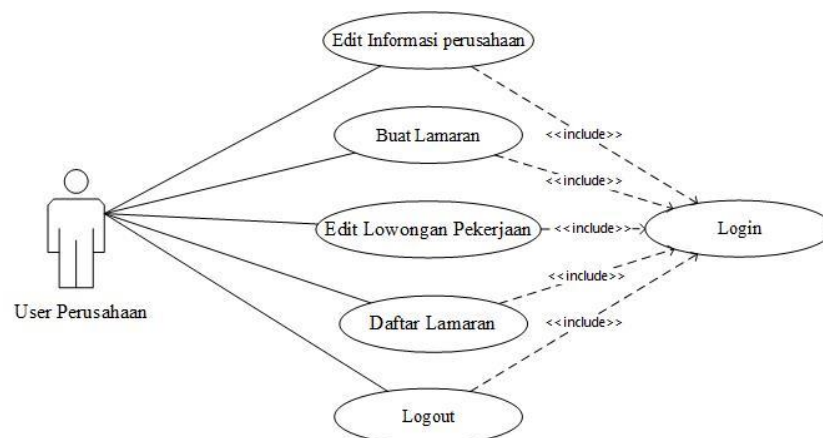 Edit Informasi perusahaan
<<include>>
Buat Lamaran
<<include>>
Edit Lowongan Pekerjaan
<<include>>
Login
User Perusahaan
<<include>>
Daftar Lamaran
<<include>>
Logout